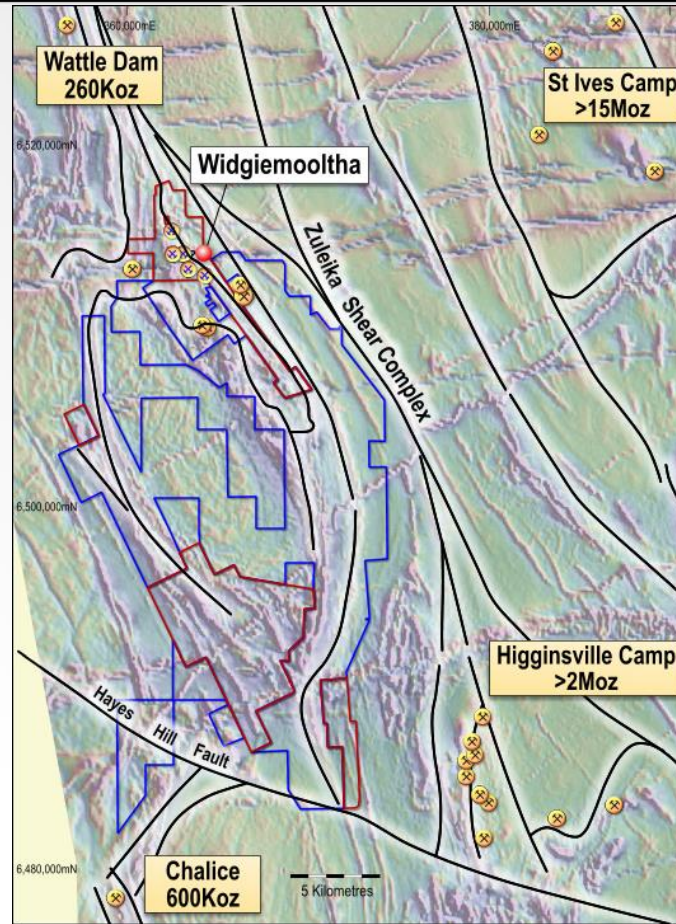 360,000mE
380,000mE
Wattle Dam
260Koz
St Ives Camp
>15Moz
6,520,000mN
Widgiemooltha
Zuleika Shear Complex
6,500,000mN
Higginsville Camp
>2Moz
Hayes Hill Fault
6,480,000mN
Chalice
600Koz
5 Kilometres